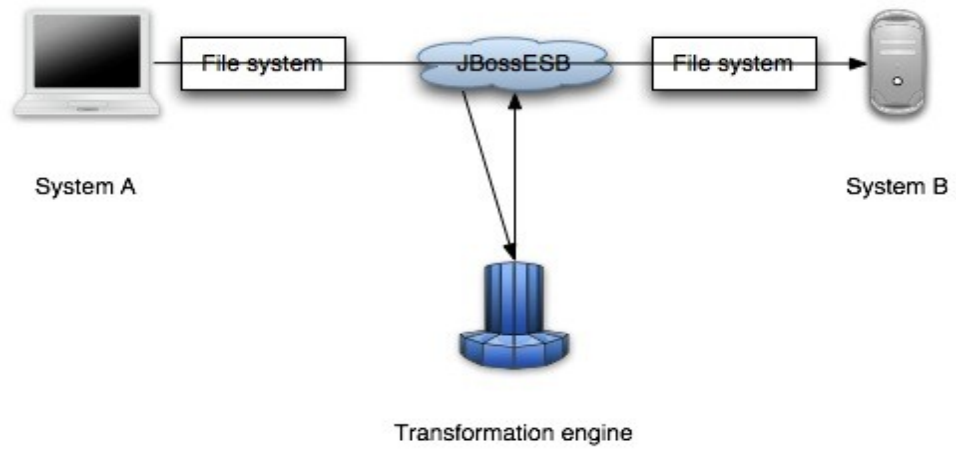 File system
JBossESB
File system
System A
System B
Transformation engine